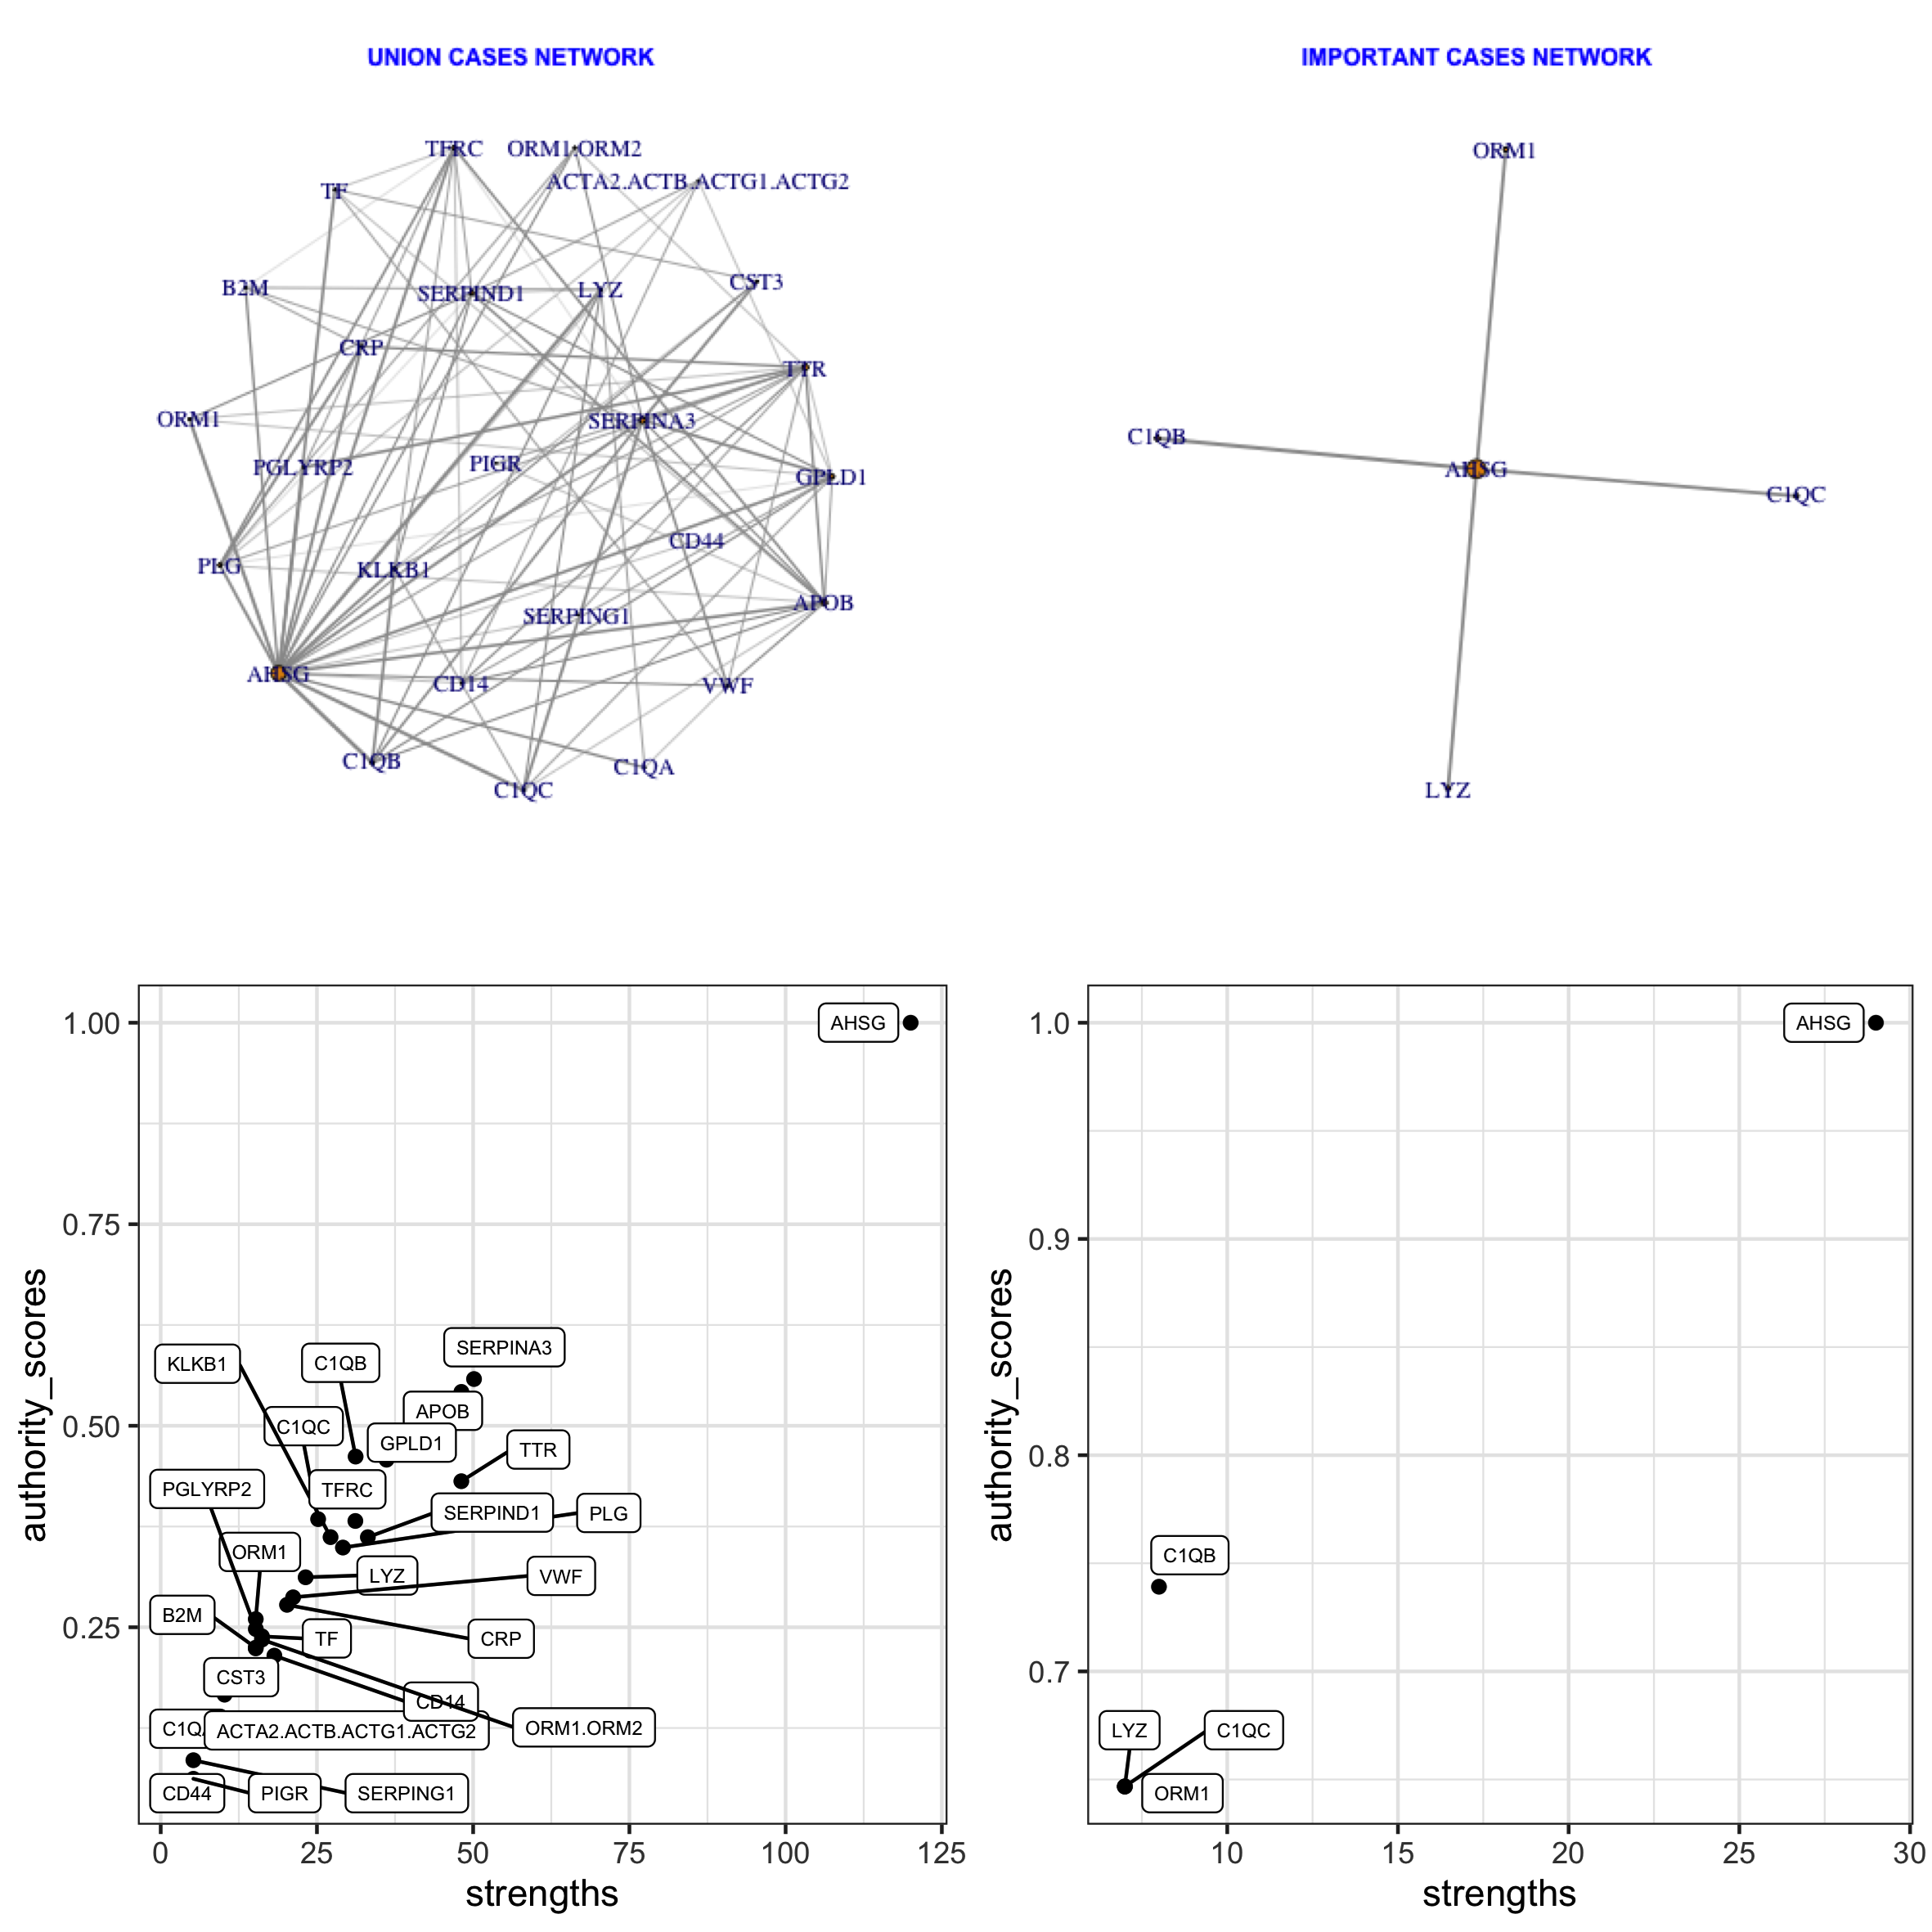 UNION CASES NETWORK
IMPORTANT CASES NETWORK
TFRC
ORM1.ORM2
ACTA2.ACTB.ACTG1.ACTG2
TF
B2M
SERPIND1
LYZ
CST3
CRP
TTR
ORM1
SERPINA3
PGLYRP2
PIGR
GPLD1
CD44
PLG
KLKB1
APOB
SERPING1
AHSG
CD14
VWF
C1QB
C1QA
C1QC
ORM1
C1QB
AHSG
C1QC
LYZ
authority_scores
1.00
0.75
0.50
0.25
AHSG
SERPINA3
KLKB1
C1QB
APOB
C1QC
GPLD1
TTR
PGLYRP2
TFRC
SERPIND1
PLG
ORM1
LYZ
VWF
B2M
TF
CRP
CST3
CD14
C1QA
ACTA2.ACTB.ACTG1.ACTG2
ORM1.ORM2
CD44
PIGR
SERPING1
0 25 50 75 100 125
strengths
authority_scores
1.0
0.9
0.8
0.7
AHSG
C1QB
LYZ
C1QC
ORM1
10 15 20 25 30
strengths